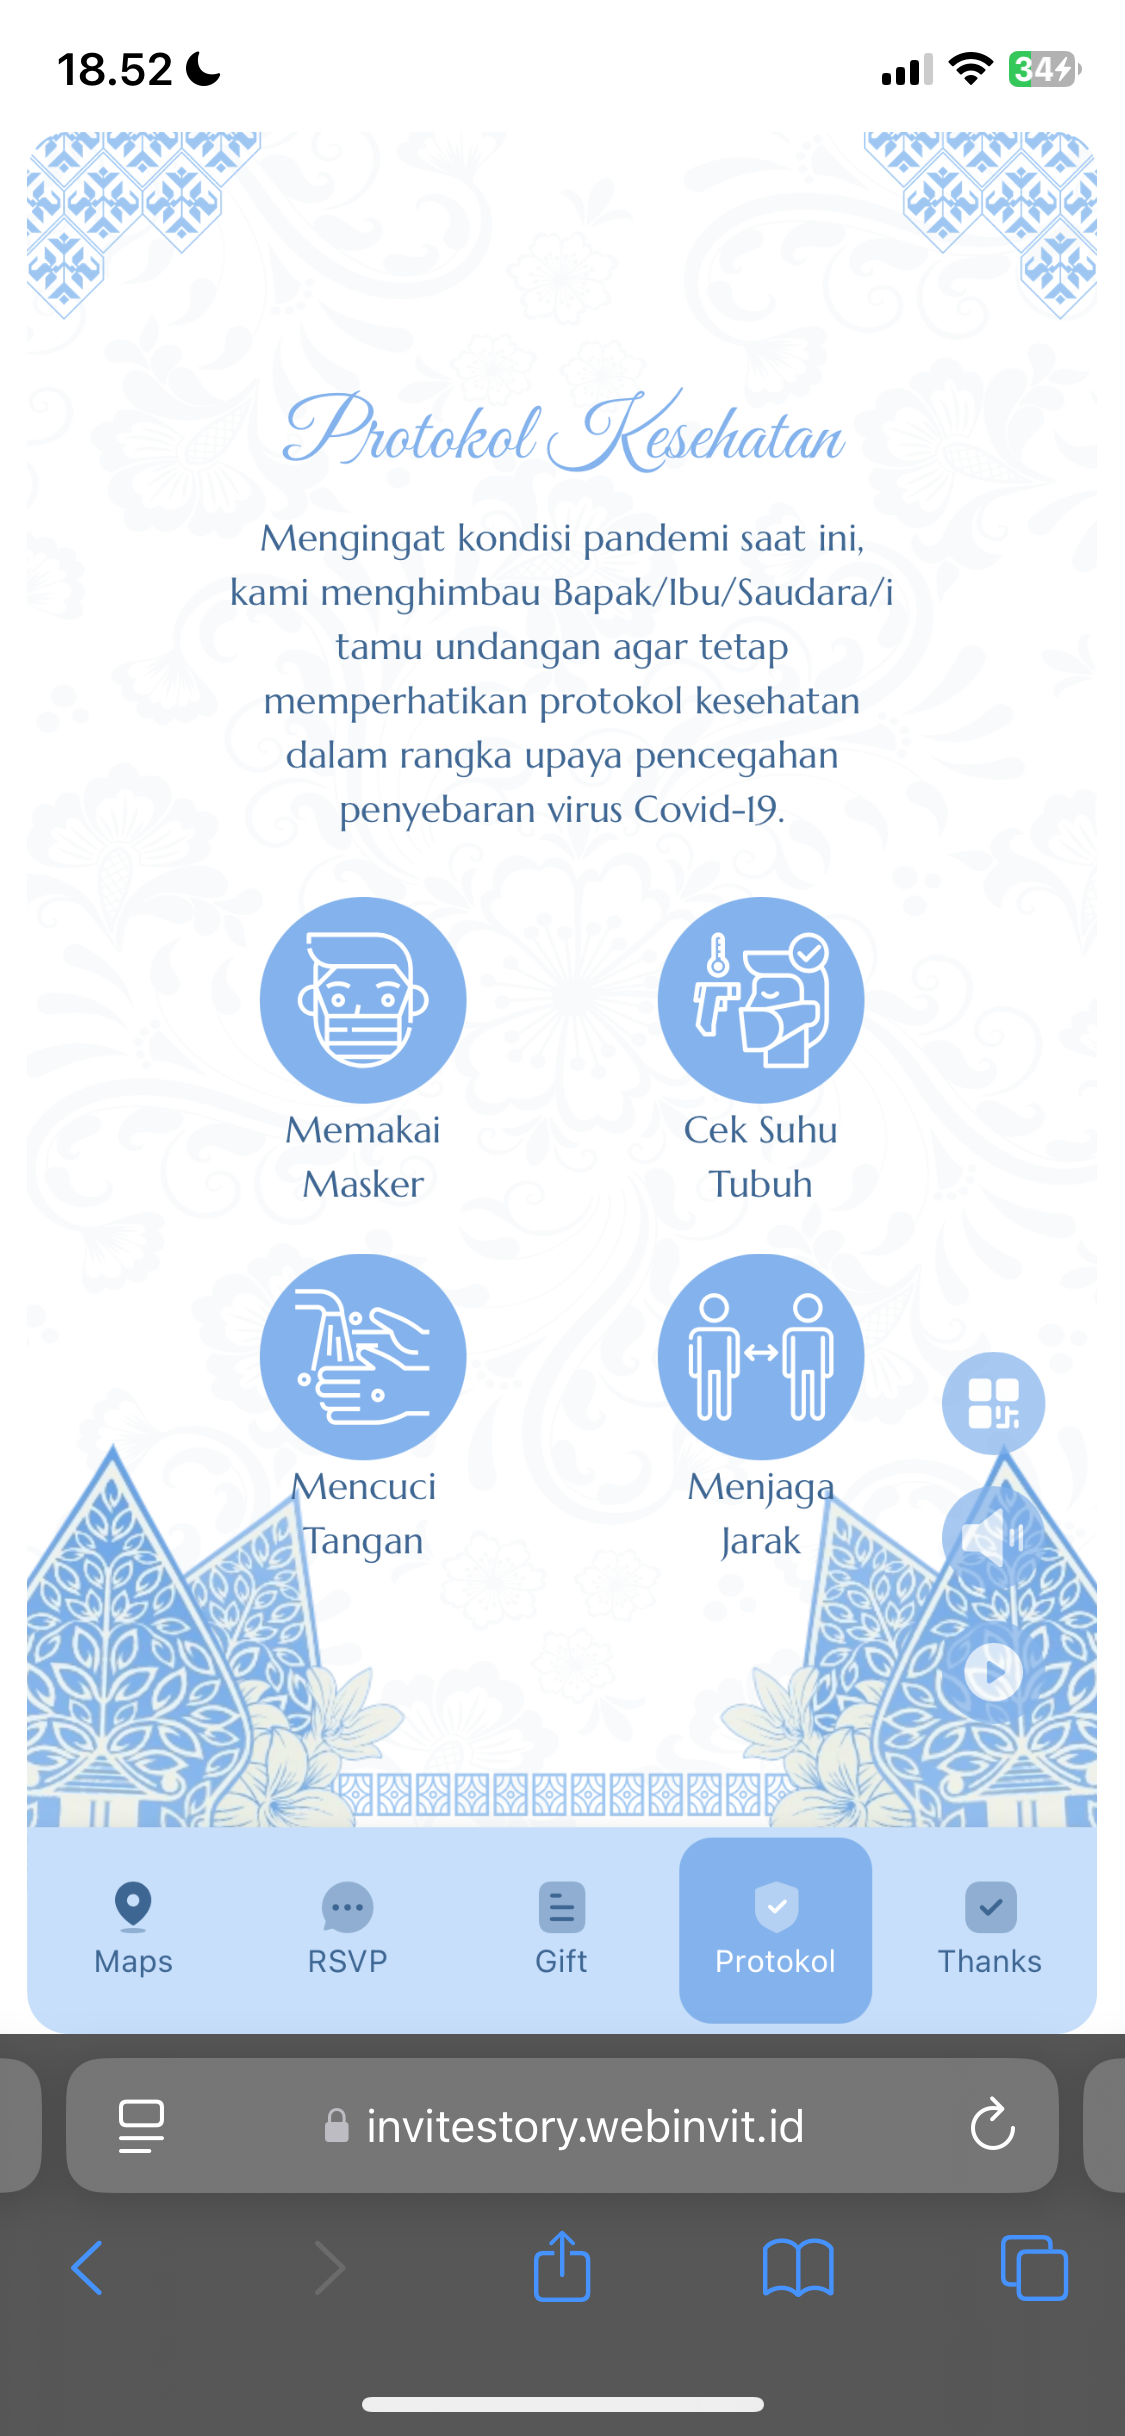 18.52
34
Protokol Kesehatan
Mengingat kondisi pandemi saat ini,
kami menghimbau Bapak/Ibu/Saudara/i
tamu undangan agar tetap
memperhatikan protokol kesehatan
dalam rangka upaya pencegahan
penyebaran virus Covid-19.
Memakai
Masker
Cek Suhu
Tubuh
Mencuci
Tangan
Menjaga
Jarak
Maps
RSVP
Gift
Protokol
Thanks
invitestory.webinvit.id